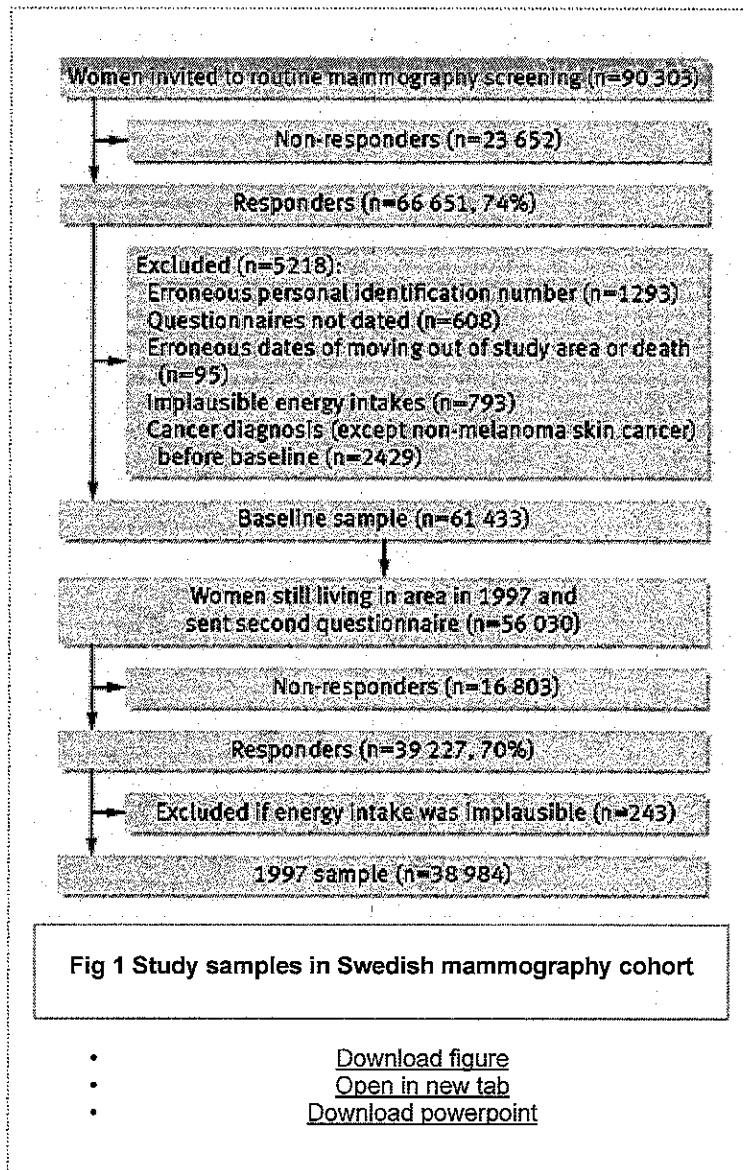 Women invited to routine mammography screening (n=90 303)
Non-responders (n=23 652)
Responders (n=66 651, 74%)
Excluded (n=5218):
Erroneous personal identification number (n=1293)
Questionnaires not dated (n=608)
Erroneous dates of moving out of study area or death
(n=95)
Implausible energy intakes (n=793)
Cancer diagnosis (except non-melanoma skin cancer)
before baseline (n=2429)
Baseline sample (n=61 433)
Women still living in area in 1997 and
sent second questionnaire (n=56 030)
Non-responders (n=16 803)
Responders (n=39 227, 70%)
Excluded if energy intake was implausible (n=243)
1997 sample (n=38 984)
Fig 1 Study samples in Swedish mammography cohort
• Download figure
• Open in new tab
• Download powerpoint